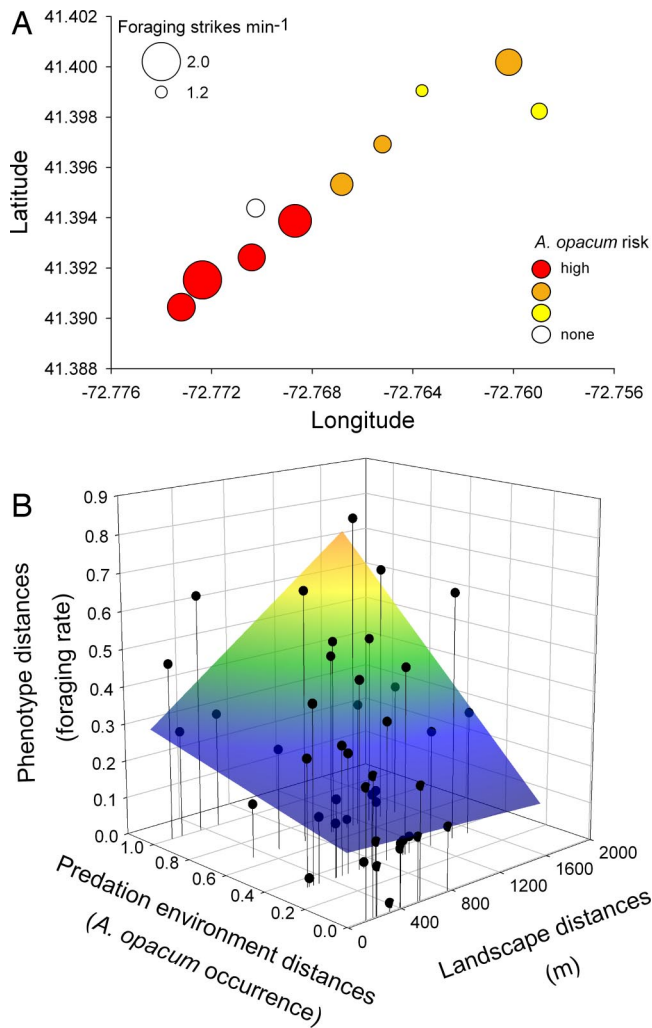 A
Foraging strikes min-1
2.0
1.2
41.402
41.400
41.398
41.396
41.394
41.392
41.390
41.388
Latitude
A. opacum risk
high
none
-72.776 -72.772 -72.768 -72.764 -72.760 -72.756
Longitude
B
0.9
0.8
0.7
0.6
0.5
0.4
0.3
0.2
0.1
0.0
Phenotype distances
(foraging rate)
1.0 0.8 0.6 0.4 0.2 0.0
Predation environment distances
(A. opacum occurrence)
0 400 800 1200 1600 2000
Landscape distances
(m)